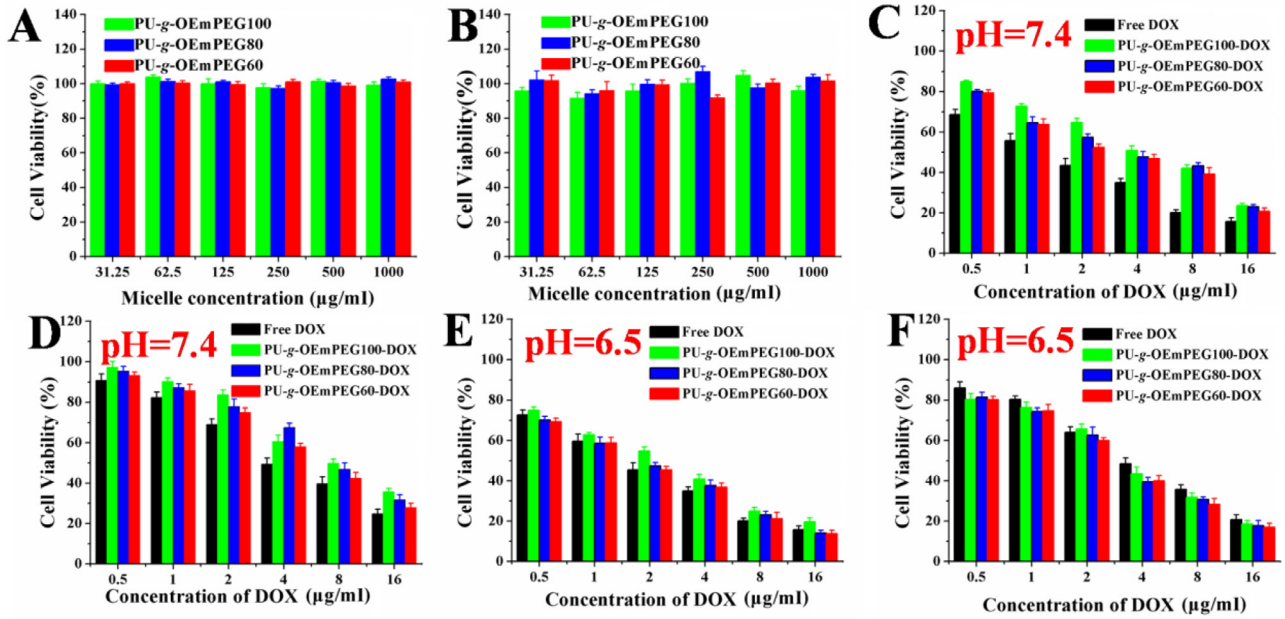 A
PU-g-OEmPEG100
PU-g-OEmPEG80
PU-g-OEmPEG60
Cell Viability(%)
140
120
100
80
60
40
20
0
31.25 62.5 125 250 500 1000
Micelle concentration (µg/ml)
B
PU-g-OEmPEG100
PU-g-OEmPEG80
PU-g-OEmPEG60
Cell Viability (%)
140
120
100
80
60
40
20
0
31.25 62.5 125 250 500 1000
Micelle concentration (µg/ml)
C
pH=7.4
Free DOX
PU-g-OEmPEG100-DOX
PU-g-OEmPEG80-DOX
PU-g-OEmPEG60-DOX
Cell Viability (%)
120
100
80
60
40
20
0
0.5 1 2 4 8 16
Concentration of DOX (µg/ml)
D
pH=7.4
Free DOX
PU-g-OEmPEG100-DOX
PU-g-OEmPEG80-DOX
PU-g-OEmPEG60-DOX
Cell Viability (%)
120
100
80
60
40
20
0
0.5 1 2 4 8 16
Concentration of DOX (µg/ml)
E
pH=6.5
Free DOX
PU-g-OEmPEG100-DOX
PU-g-OEmPEG80-DOX
PU-g-OEmPEG60-DOX
Cell Viability (%)
120
100
80
60
40
20
0
0.5 1 2 4 8 16
Concentration of DOX (µg/ml)
F
pH=6.5
Free DOX
PU-g-OEmPEG100-DOX
PU-g-OEmPEG80-DOX
PU-g-OEmPEG60-DOX
Cell Viability (%)
120
100
80
60
40
20
0
0.5 1 2 4 8 16
Concentration of DOX (µg/ml)